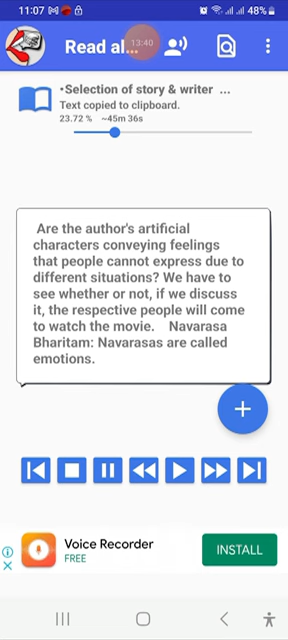 11:07 48%
Read al...
13:40
•Selection of story & writer ...
Text copied to clipboard.
23.72 % ~45m 36s
Are the author's artificial
characters conveying feelings
that people cannot express due to
different situations? We have to
see whether or not, if we discuss
it, the respective people will come
to watch the movie. Navarasa
Bharitam: Navarasas are called
emotions.
+
Voice Recorder
FREE
INSTALL